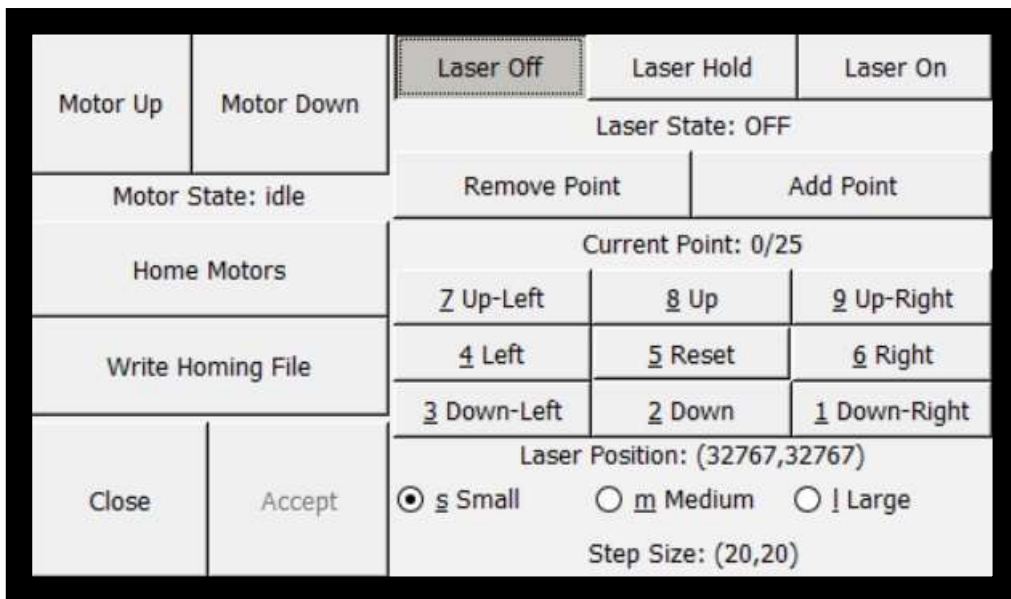 Motor Up
Motor Down
Motor State: idle
Home Motors
Write Homing File
Close
Accept
Laser Off
Laser Hold
Laser On
Laser State: OFF
Remove Point
Add Point
Current Point: 0/25
7 Up-Left
8 Up
9 Up-Right
4 Left
5 Reset
6 Right
3 Down-Left
2 Down
1 Down-Right
Laser Position: (32767,32767)
s Small
m Medium
l Large
Step Size: (20,20)